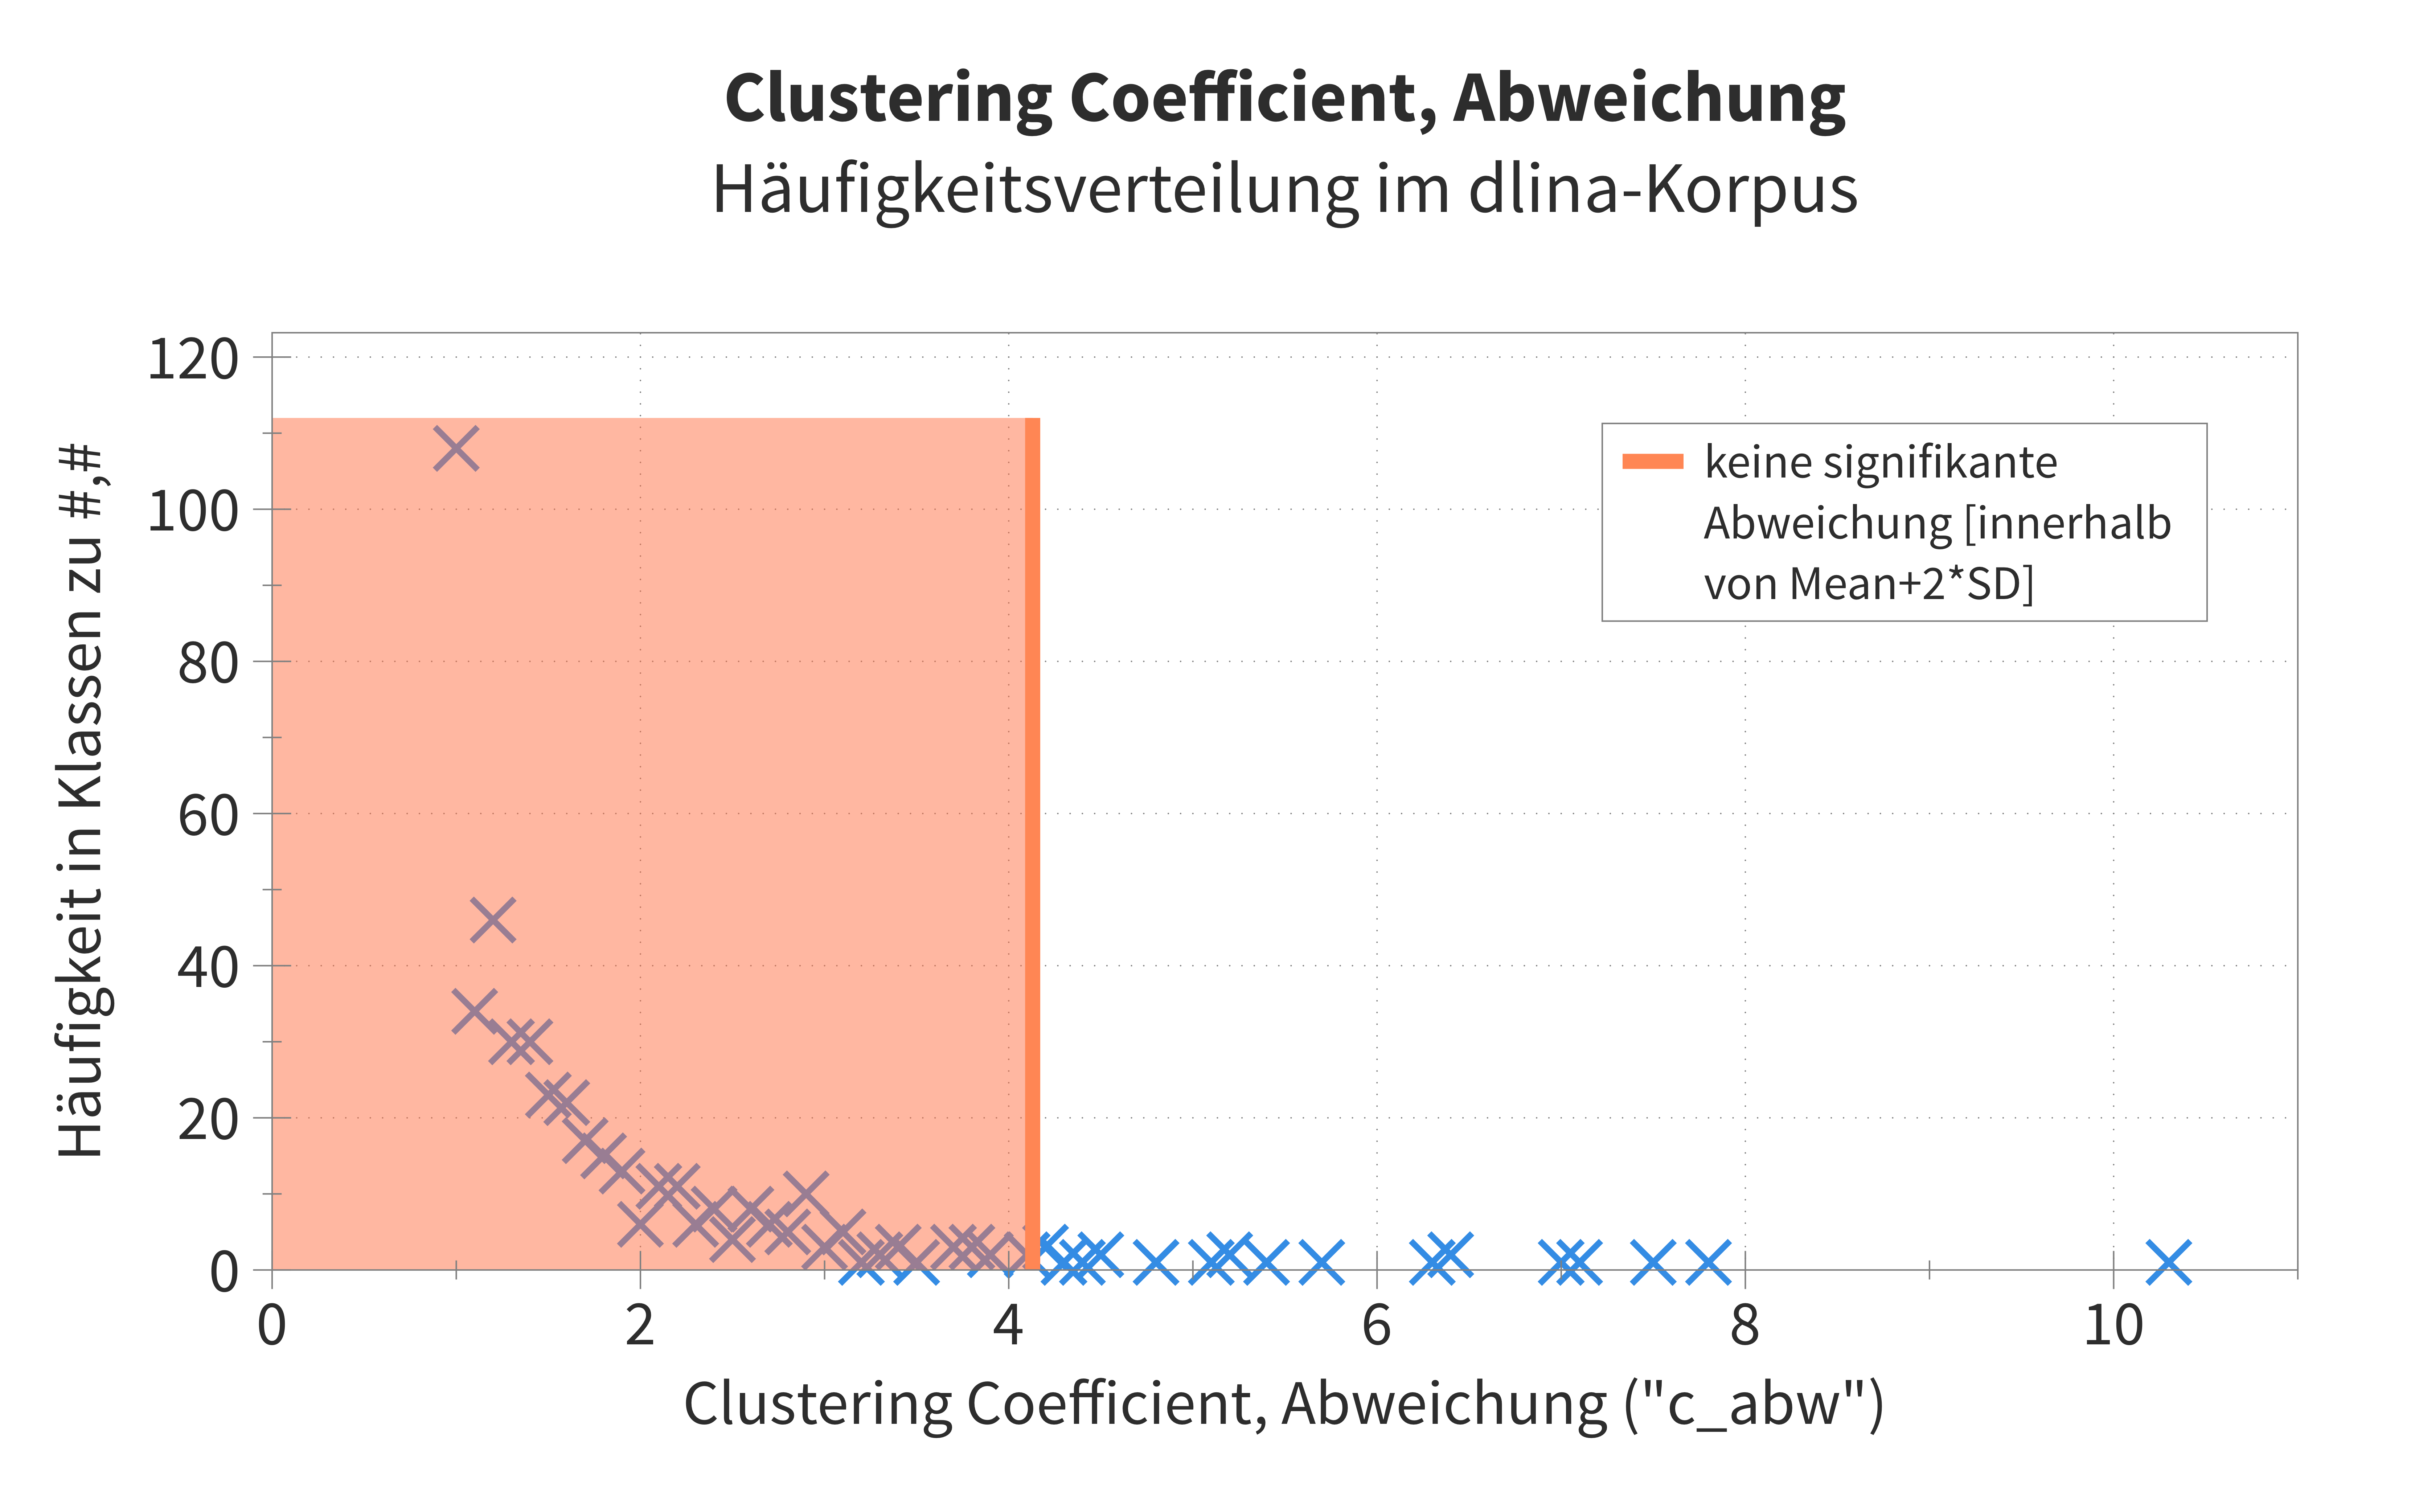 Clustering Coefficient, Abweichung
Häufigkeitsverteilung im dlina-Korpus
Häufigkeit in Klassen zu #,#
120
100
80
60
40
20
0
keine signifikante
Abweichung [innerhalb
von Mean+2*SD]
0 2 4 6 8 10
Clustering Coefficient, Abweichung ("c_abw")